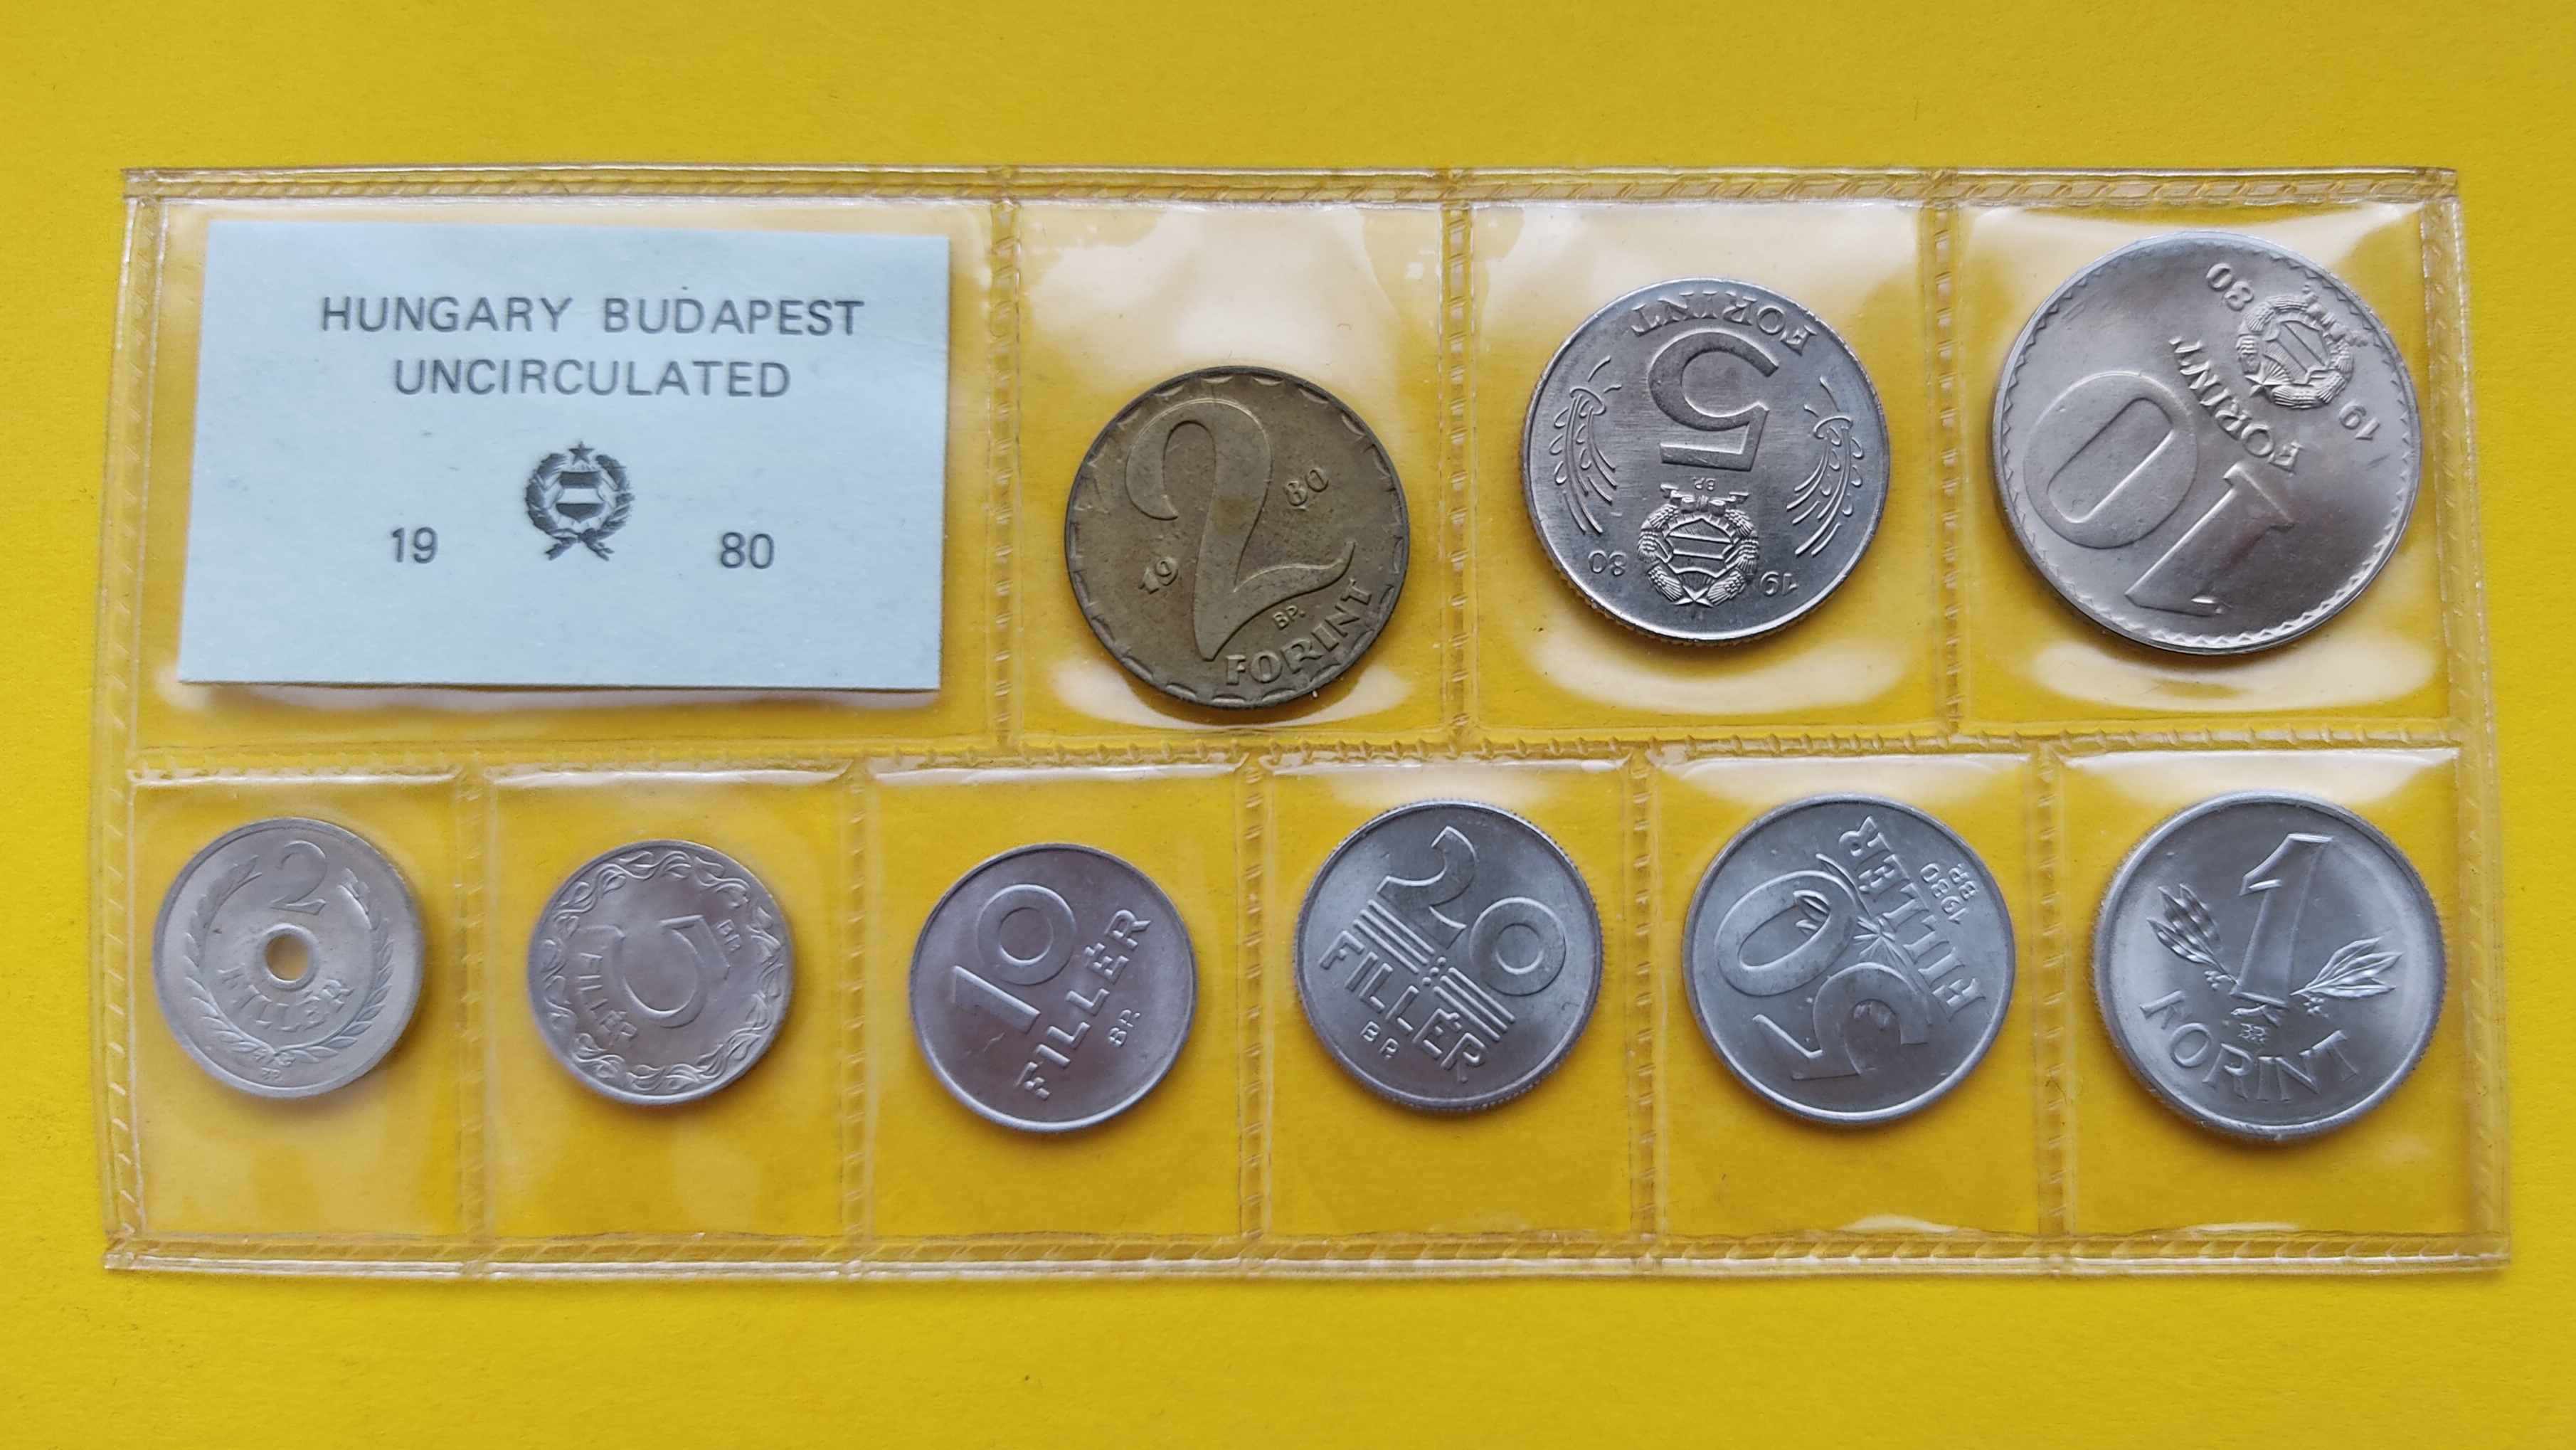 HUNGARY BUDAPEST
UNCIRCULATED
19 80
2
19 80
BP.
FORINT
FORINT
5
BP.
19 80
10
FORINT
19 80
2
FILLÉR
BP.
5
FILLÉR
BP.
10
FILLÉR
BP.
20
FILLÉR
BP.
50
FILLÉR
1980
BP.
1
BP.
FORINT